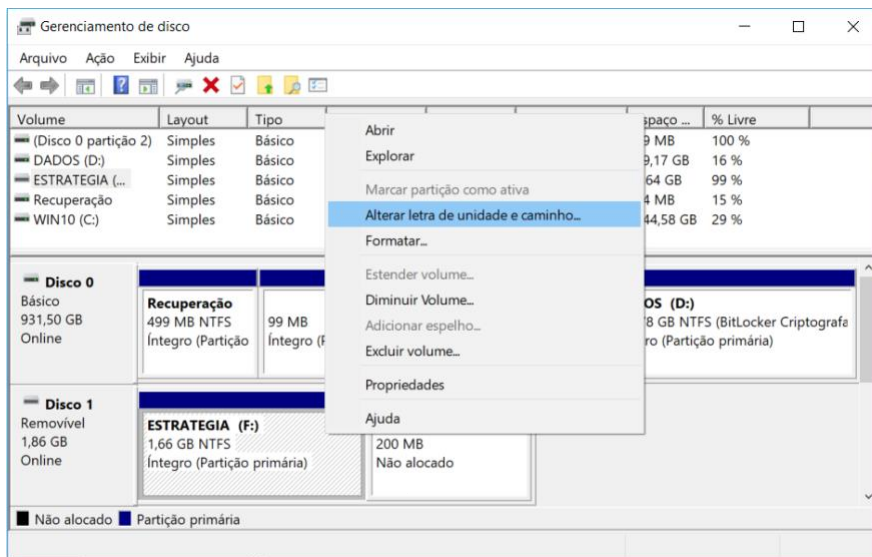 Gerenciamento de disco
Arquivo Ação Exibir Ajuda
Volume Layout Tipo spaço ... % Livre
(Disco 0 partição 2) Simples Básico 9 MB 100 %
DADOS (D:) Simples Básico 9,17 GB 16 %
ESTRATEGIA (... Simples Básico 64 GB 99 %
Recuperação Simples Básico 4 MB 15 %
WIN10 (C:) Simples Básico 44,58 GB 29 %
Abrir
Explorar
Marcar partição como ativa
Alterar letra de unidade e caminho...
Formatar...
Estender volume...
Diminuir Volume...
Adicionar espelho...
Excluir volume...
Propriedades
Ajuda
Disco 0
Básico
931,50 GB
Online
Recuperação
499 MB NTFS
Íntegro (Partição
99 MB
Íntegro (P
OS (D:)
8 GB NTFS (BitLocker Criptografa
ro (Partição primária)
Disco 1
Removível
1,86 GB
Online
ESTRATEGIA (F:)
1,66 GB NTFS
Íntegro (Partição primária)
200 MB
Não alocado
Não alocado Partição primária